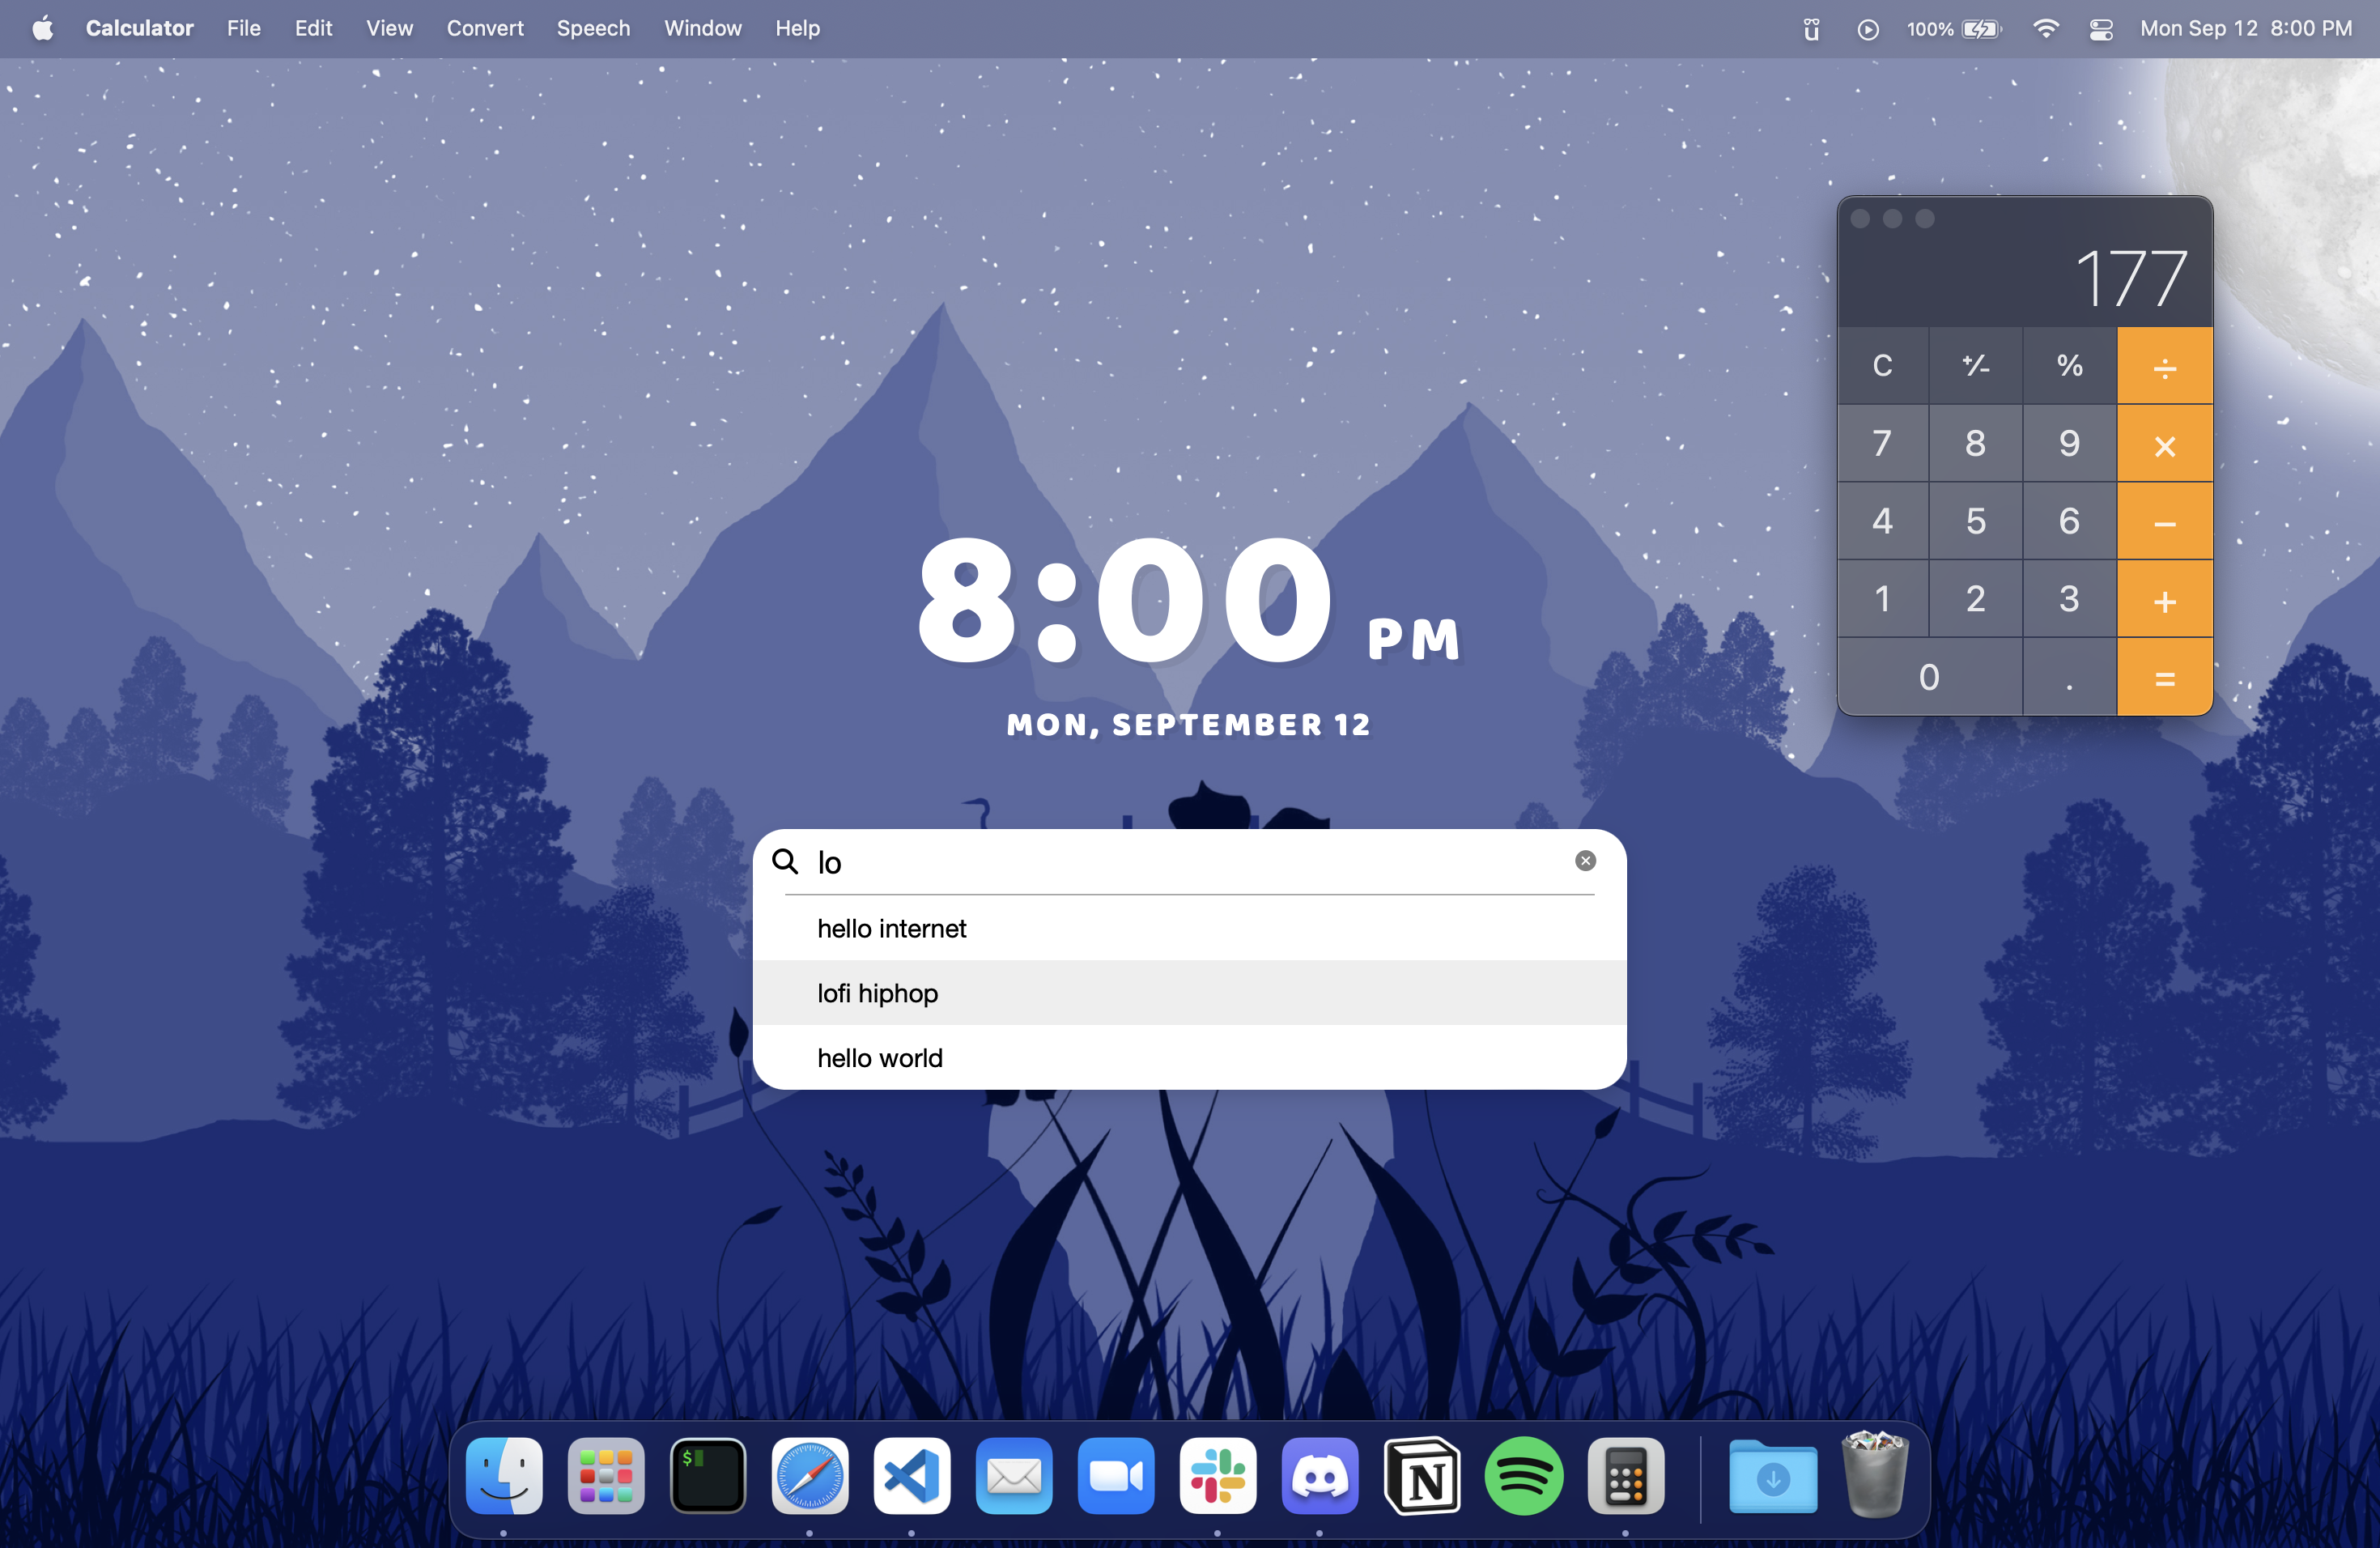 Calculator File Edit View Convert Speech Window Help 100% Mon Sep 12 8:00 PM
177
C ⁺∕₋ % ÷
7 8 9 ×
4 5 6 −
1 2 3 +
0 . =
8:00 PM
MON, SEPTEMBER 12
lo
hello internet
lofi hiphop
hello world
$
N